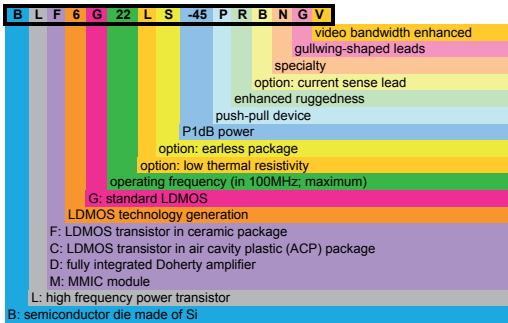 B L F 6 G 22 L S -45 P R B N G V
video bandwidth enhanced
gullwing-shaped leads
specialty
option: current sense lead
enhanced ruggedness
push-pull device
P1dB power
option: earless package
option: low thermal resistivity
operating frequency (in 100MHz; maximum)
G: standard LDMOS
LDMOS technology generation
F: LDMOS transistor in ceramic package
C: LDMOS transistor in air cavity plastic (ACP) package
D: fully integrated Doherty amplifier
M: MMIC module
L: high frequency power transistor
B: semiconductor die made of Si